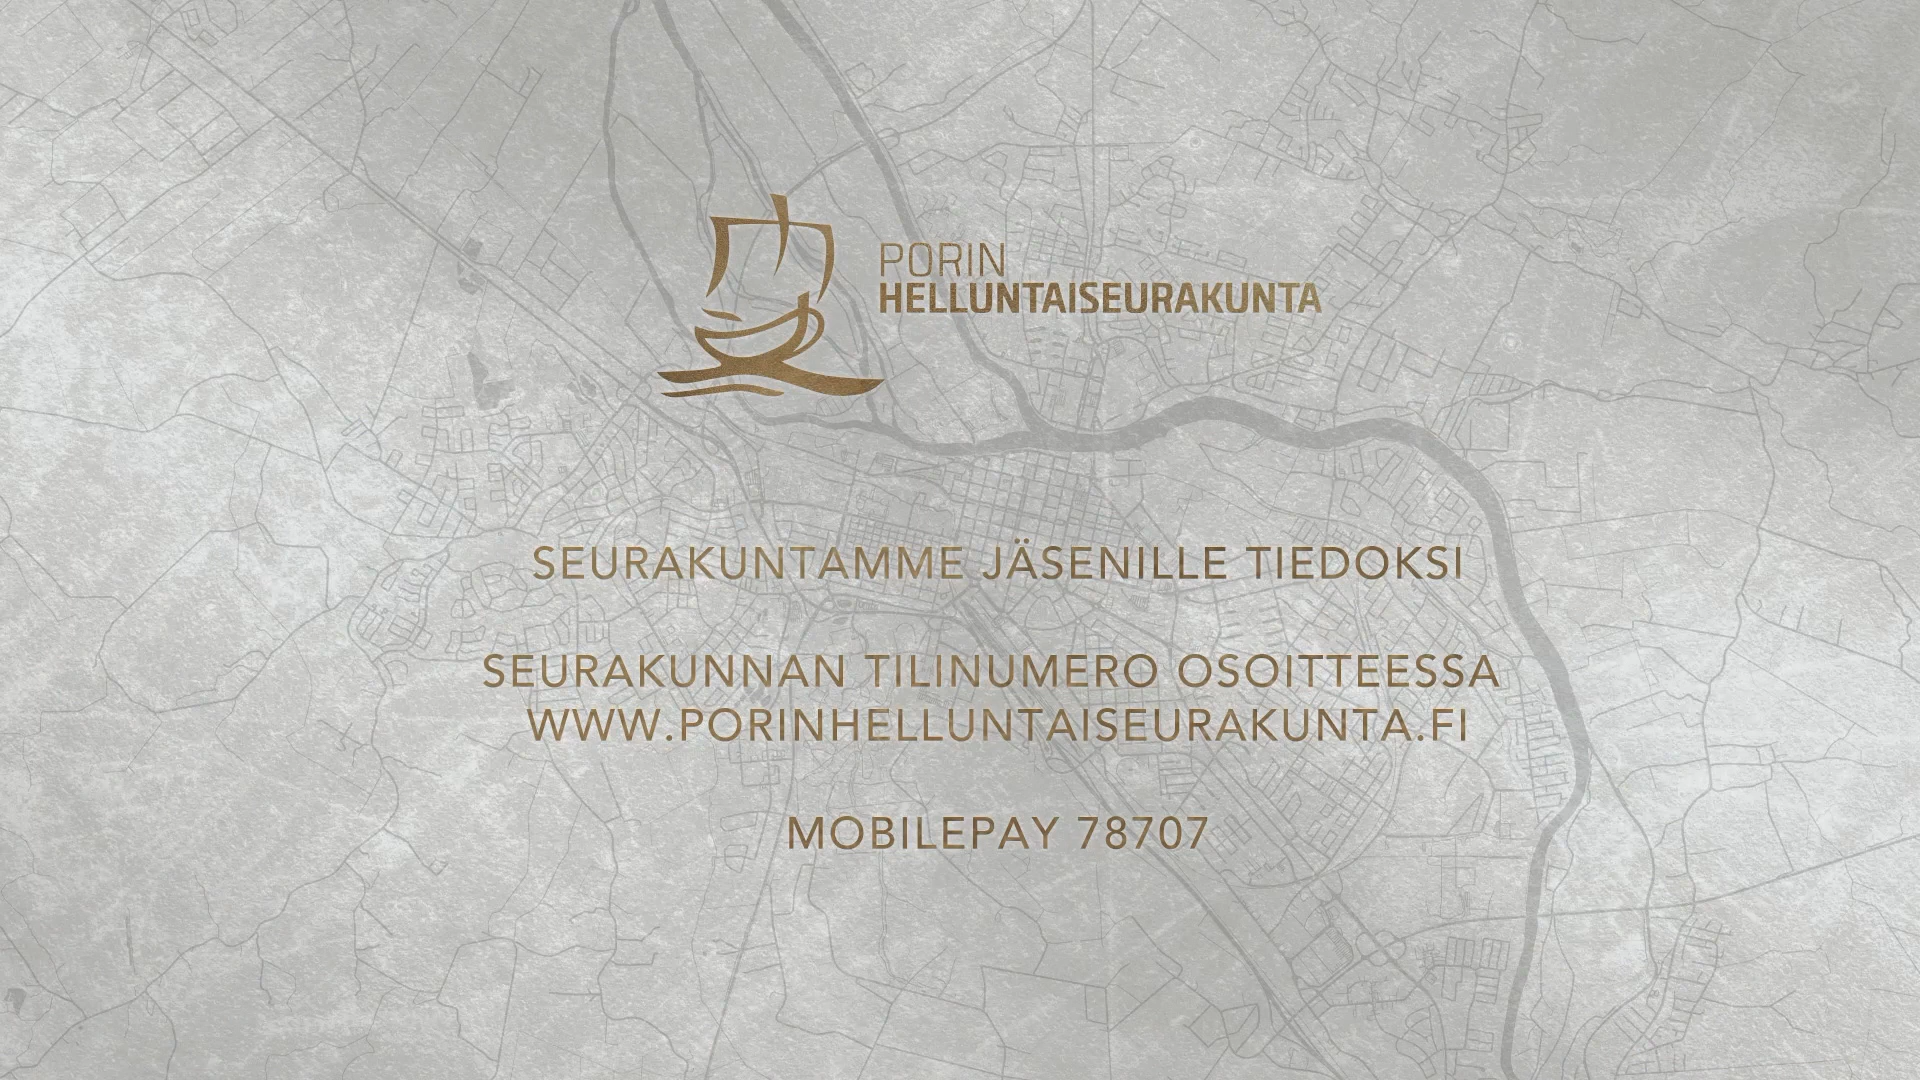 PORIN
HELLUNTAISEURAKUNTA
SEURAKUNTAMME JÄSENILLE TIEDOKSI
SEURAKUNNAN TILINUMERO OSOITTEESSA
WWW.PORINHELLUNTAISEURAKUNTA.FI
MOBILEPAY 78707